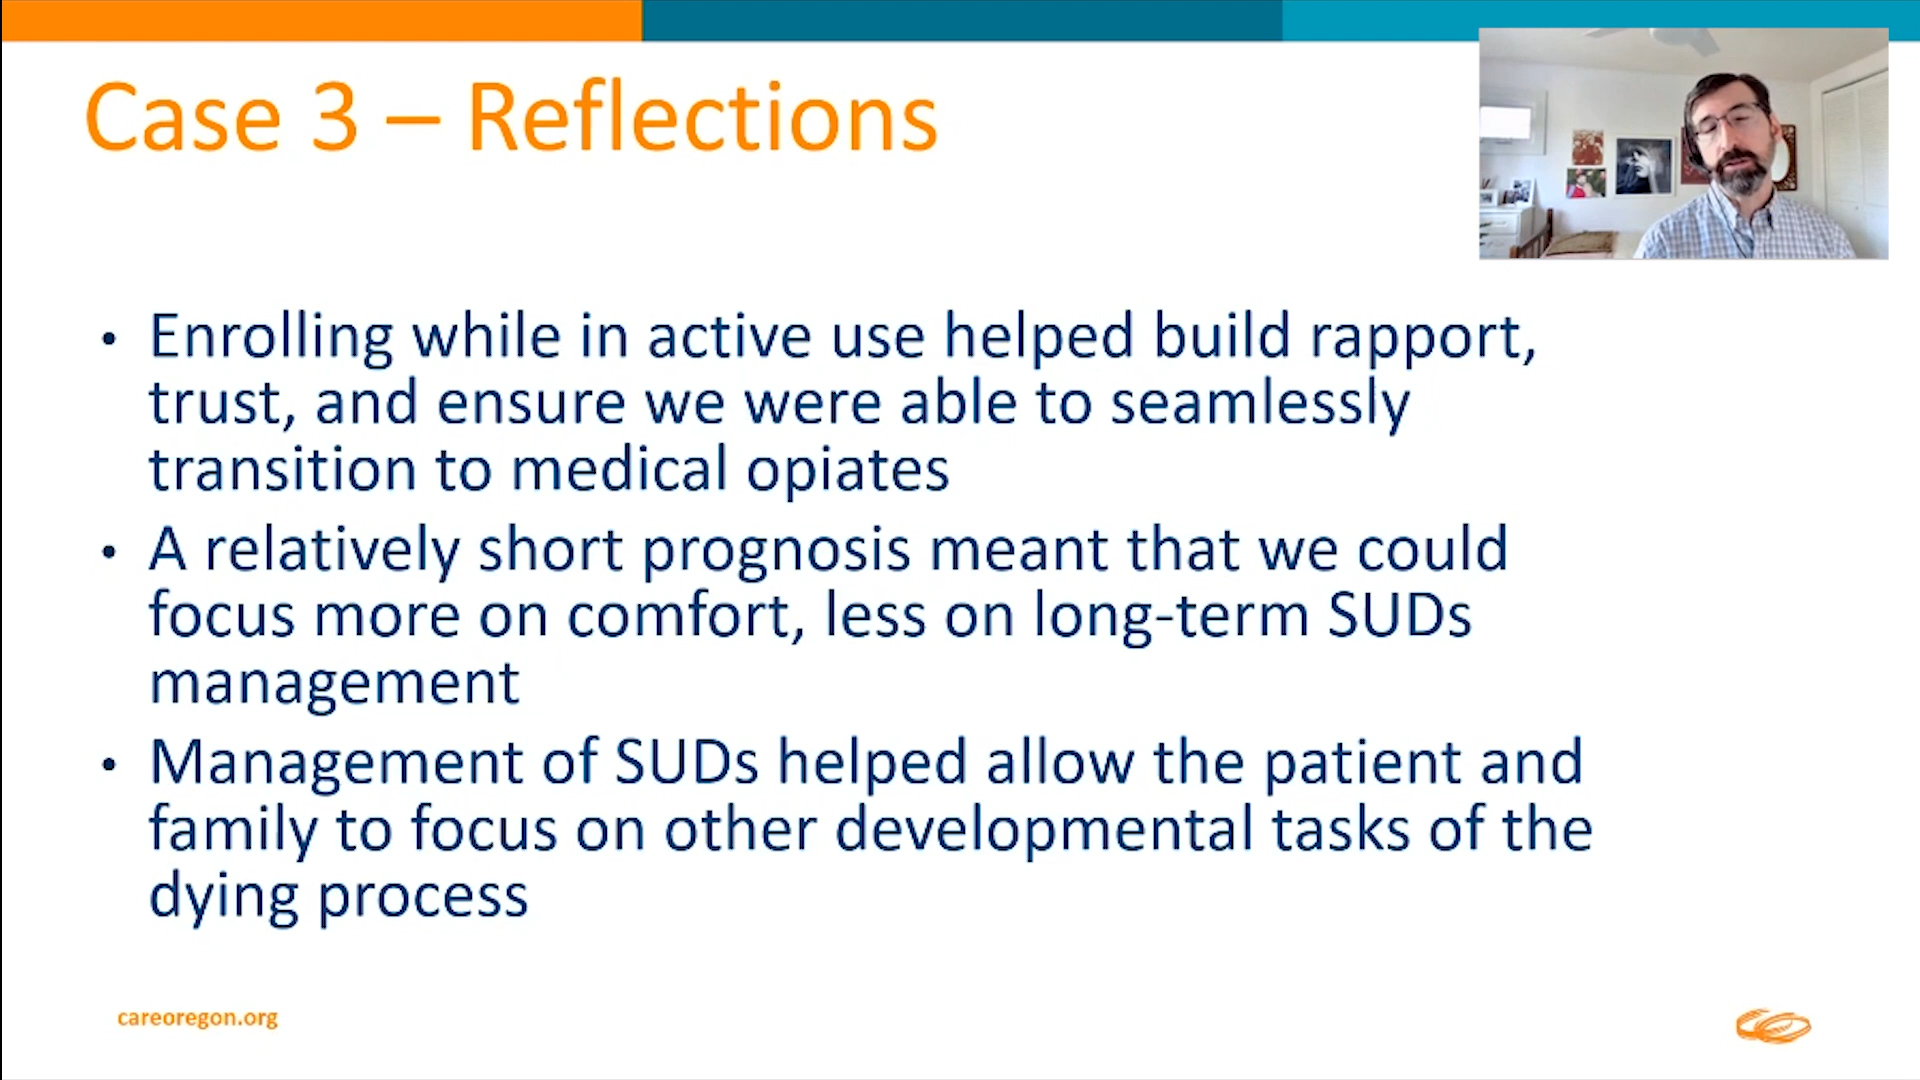 Case 3 – Reflections
• Enrolling while in active use helped build rapport,
trust, and ensure we were able to seamlessly
transition to medical opiates
• A relatively short prognosis meant that we could
focus more on comfort, less on long-term SUDs
management
• Management of SUDs helped allow the patient and
family to focus on other developmental tasks of the
dying process
careoregon.org